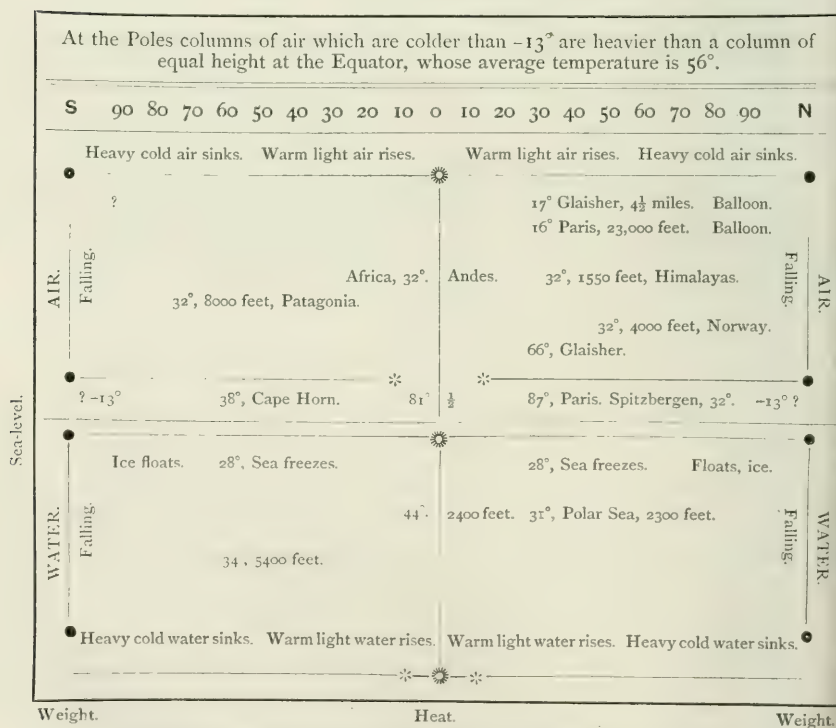 At the Poles columns of air which are colder than -13° are heavier than a column of
equal height at the Equator, whose average temperature is 56°.
S 90 80 70 60 50 40 30 20 10 0 10 20 30 40 50 60 70 80 90 N
Heavy cold air sinks. Warm light air rises. Warm light air rises. Heavy cold air sinks.
?
17° Glaisher, 4½ miles. Balloon.
16° Paris, 23,000 feet. Balloon.
AIR. Falling. Falling. AIR.
Africa, 32°. Andes. 32°, 1550 feet, Himalayas.
32°, 8000 feet, Patagonia.
32°, 4000 feet, Norway.
66°, Glaisher.
? -13° 38°, Cape Horn. 81° ½ 87°, Paris. Spitzbergen, 32°. -13° ?
Sea-level.
Ice floats. 28°, Sea freezes. 28°, Sea freezes. Floats, ice.
WATER. Falling. Falling. WATER.
44°. 2400 feet. 31°, Polar Sea, 2300 feet.
34 . 5400 feet.
Heavy cold water sinks. Warm light water rises. Warm light water rises. Heavy cold water sinks.
Weight. Heat. Weight.